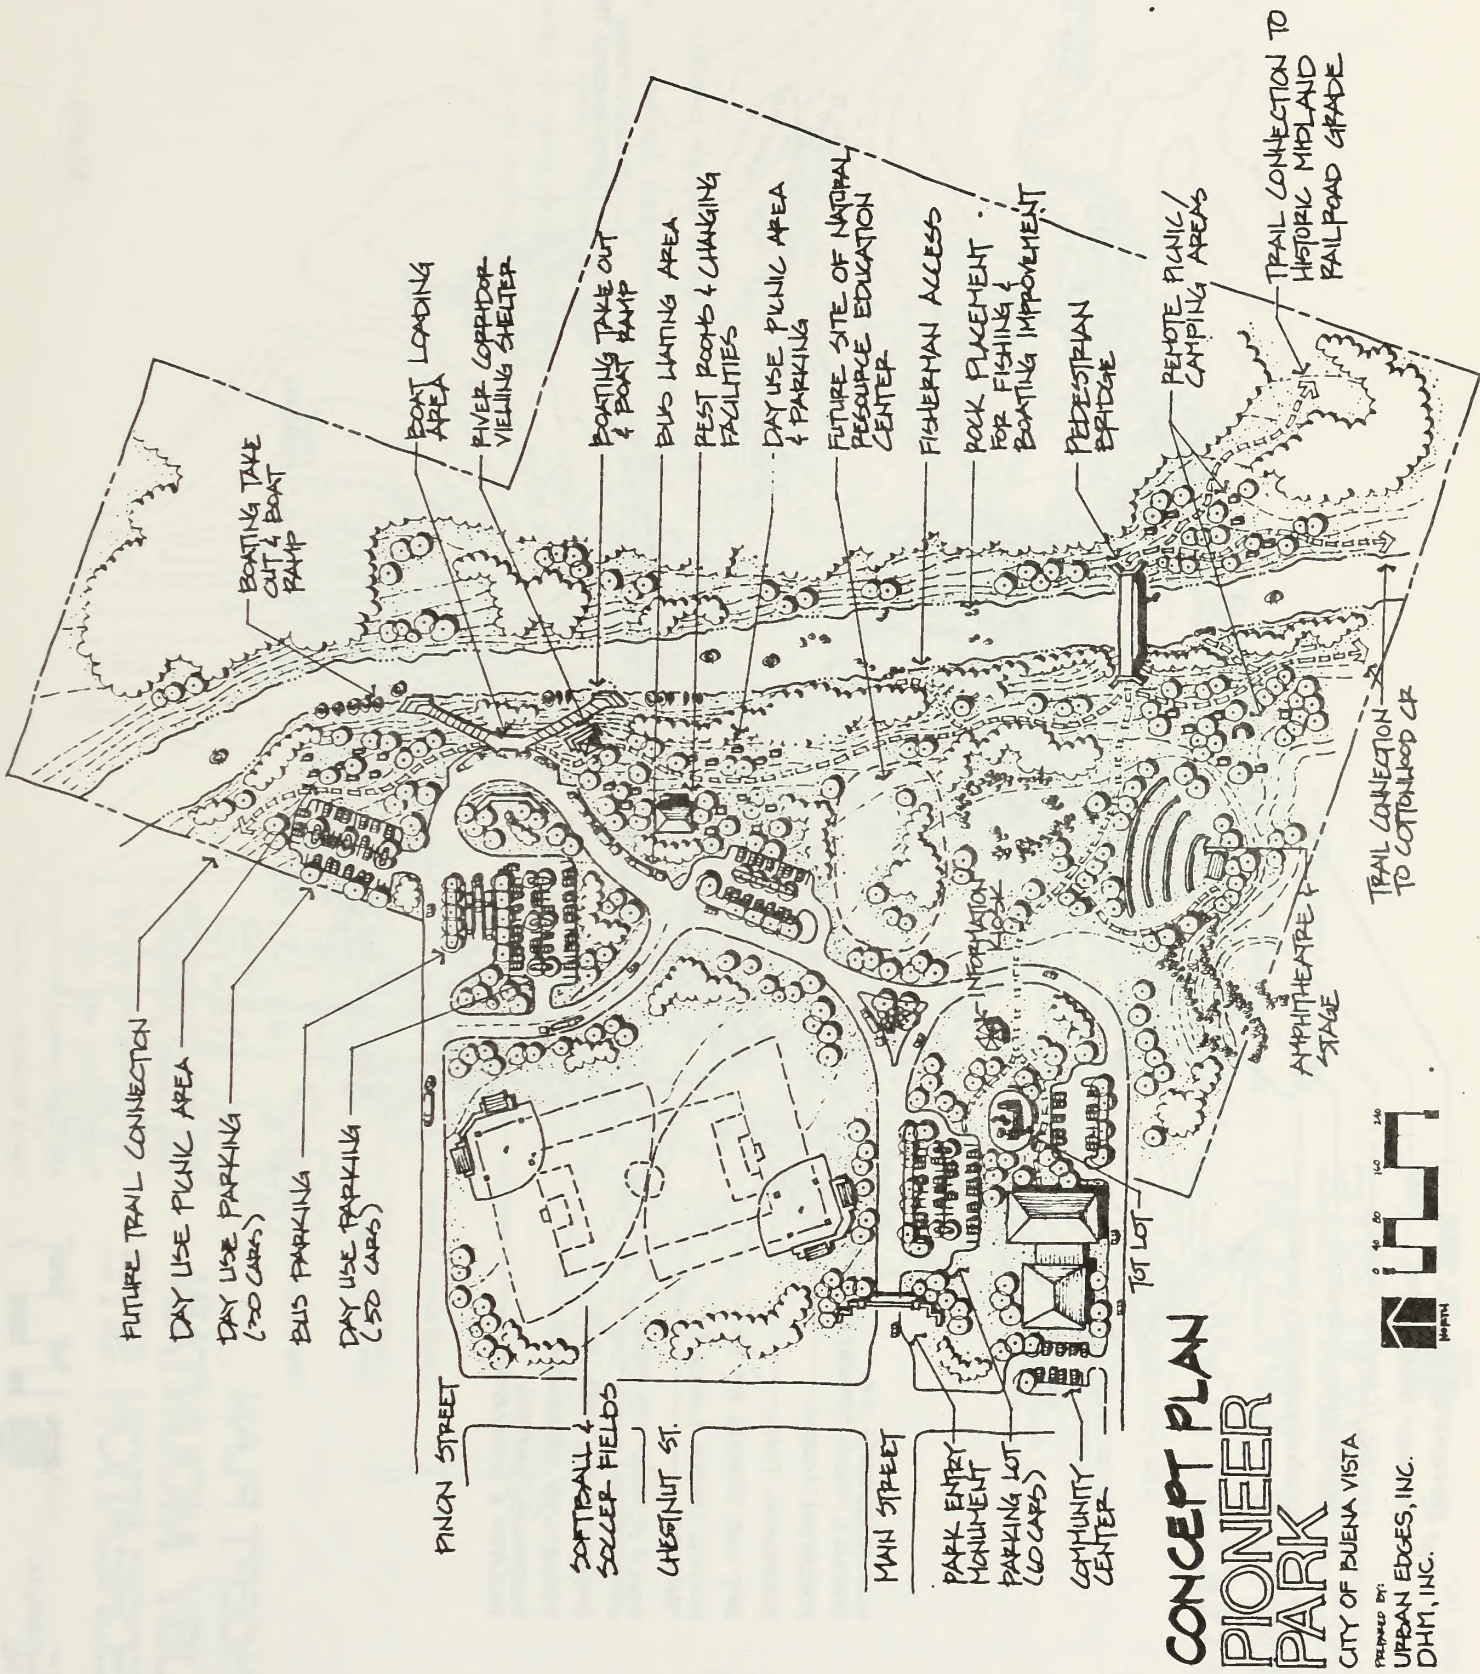 FUTURE TRAIL CONNECTION
DAY USE PICNIC AREA
DAY USE PARKING
(30 CARS)
BUS PARKING
DAY USE PARKING
(50 CARS)
BOATING TAKE
OUT & BOAT
RAMP
BOAT LOADING
AREA
RIVER CORRIDOR
VIEWING SHELTER
BOATING TAKE OUT
& BOAT RAMP
BUS WAITING AREA
REST ROOMS & CHANGING
FACILITIES
DAY USE PICNIC AREA
& PARKING
FUTURE SITE OF NATURAL
RESOURCE EDUCATION
CENTER
FISHERMAN ACCESS
ROCK PLACEMENT
FOR FISHING &
BOATING IMPROVEMENT
PEDESTRIAN
BRIDGE
REMOTE PICNIC/
CAMPING AREAS
TRAIL CONNECTION TO
HISTORIC MIDLAND
RAILROAD GRADE
PINON STREET
SOFTBALL &
SOCCER FIELDS
CHESTNUT ST.
MAIN STREET
PARK ENTRY
MONUMENT
PARKING LOT
(60 CARS)
COMMUNITY
CENTER
TOT LOT
INFORMATION
KIOSK
AMPHITHEATRE &
STAGE
TRAIL CONNECTION
TO COTTONWOOD CR
CONCEPT PLAN
PIONEER
PARK
CITY OF BUENA VISTA
PREPARED BY:
URBAN EDGES, INC.
DHM, INC.
NORTH
0 40 80 160 240